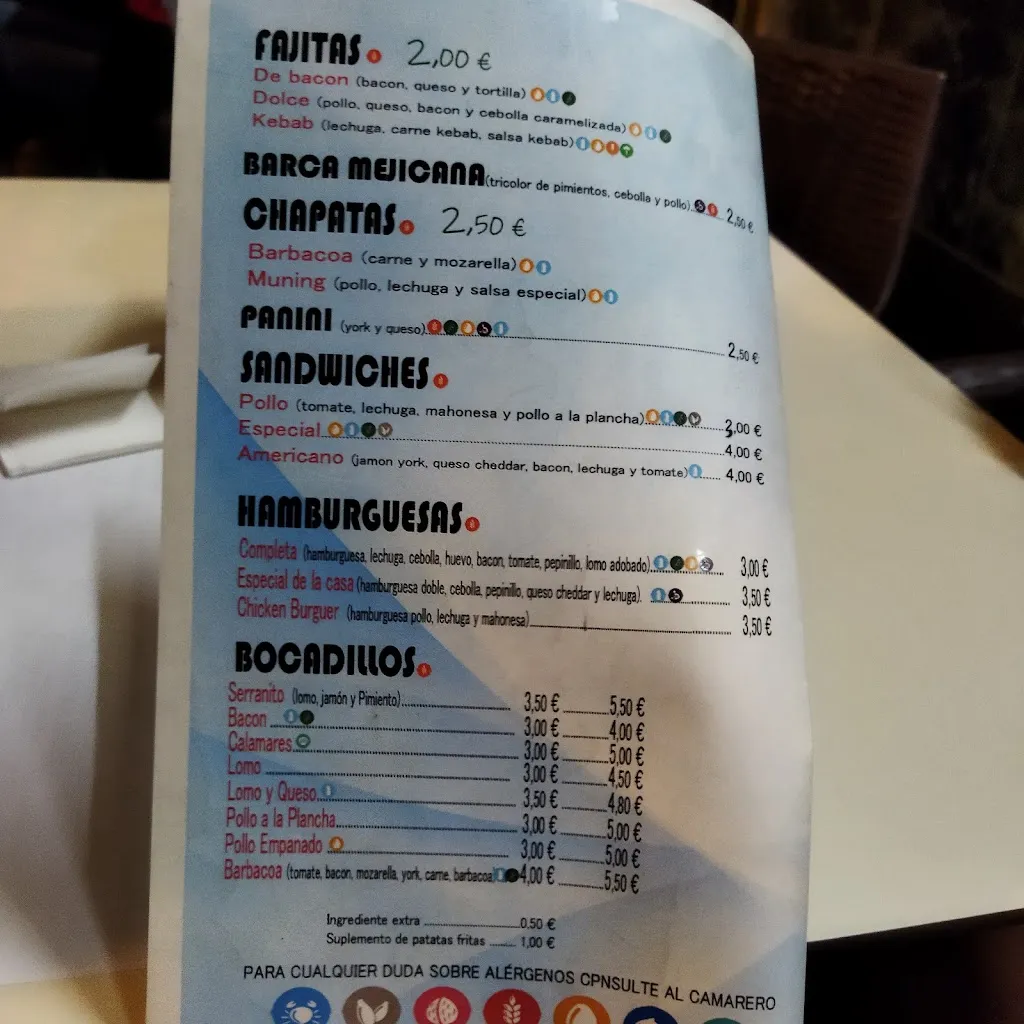 FAJITAS 2,00 €
De bacon (bacon, queso y tortilla)
Dolce (pollo, queso, bacon y cebolla caramelizada)
Kebab (lechuga, carne kebab, salsa kebab)
BARCA MEJICANA (tricolor de pimientos, cebolla y pollo) 2,50 €
CHAPATAS 2,50 €
Barbacoa (carne y mozarella)
Muning (pollo, lechuga y salsa especial)
PANINI (york y queso) 2,50 €
SANDWICHES
Pollo (tomate, lechuga, mahonesa y pollo a la plancha) 3,00 €
Especial 4,00 €
Americano (jamon york, queso cheddar, bacon, lechuga y tomate) 4,00 €
HAMBURGUESAS
Completa (hamburguesa, lechuga, cebolla, huevo, bacon, tomate, pepinillo, lomo adobado) 3,00 €
Especial de la casa (hamburguesa doble, cebolla, pepinillo, queso cheddar y lechuga). 3,50 €
Chicken Burguer (hamburguesa pollo, lechuga y mahonesa) 3,50 €
BOCADILLOS
Serranito (lomo, jamón y Pimiento) 3,50 € 5,50 €
Bacon 3,00 € 4,00 €
Calamares 3,00 € 5,00 €
Lomo 3,00 € 4,50 €
Lomo y Queso 3,50 € 4,80 €
Pollo a la Plancha 3,00 € 5,00 €
Pollo Empanado 3,00 € 5,00 €
Barbacoa (tomate, bacon, mozarella, york, carne, barbacoa) 4,00 € 5,50 €
Ingrediente extra 0,50 €
Suplemento de patatas fritas 1,00 €
PARA CUALQUIER DUDA SOBRE ALÉRGENOS CPNSULTE AL CAMARERO